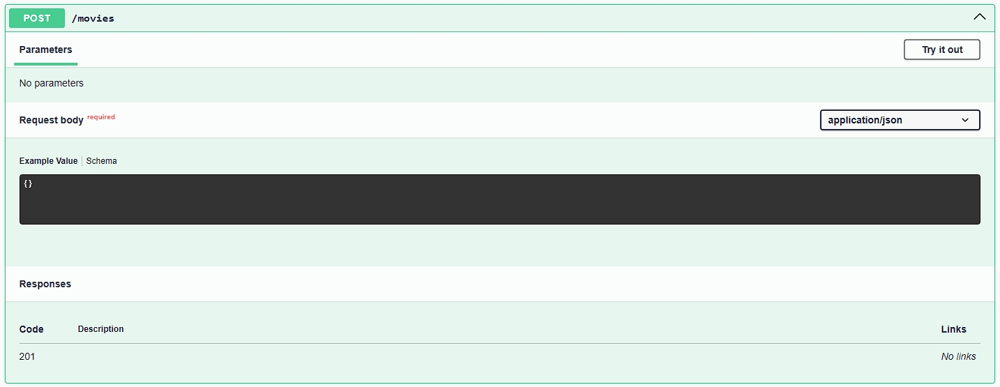 POST /movies
Parameters Try it out
No parameters
Request body required application/json
Example Value Schema
{}
Responses
Code Description Links
201 No links